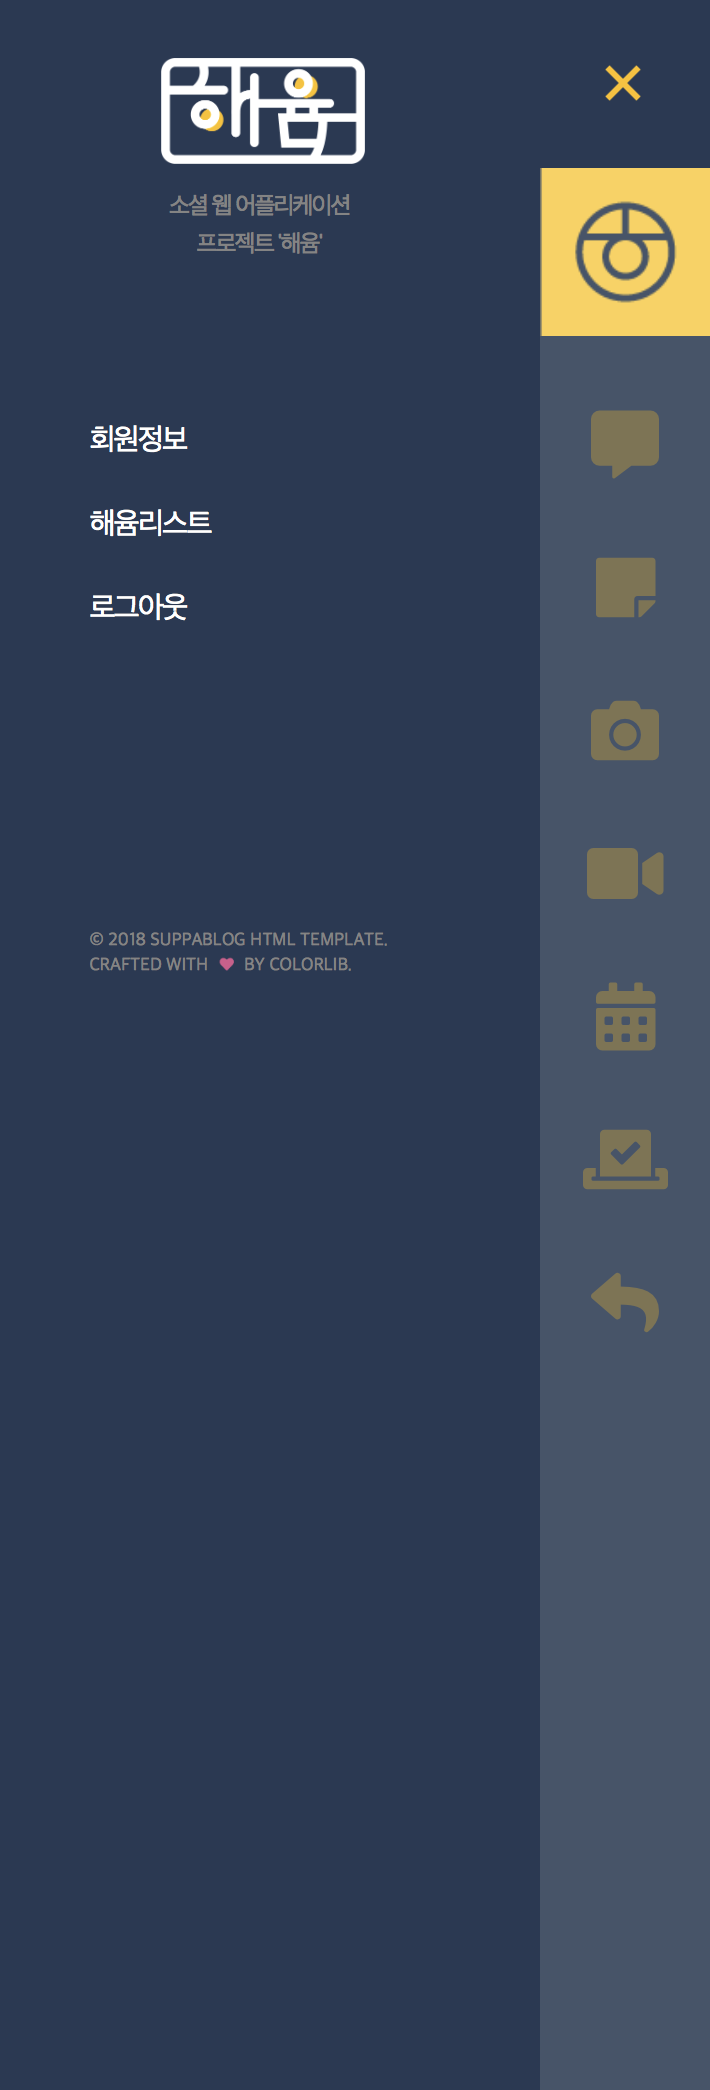 해윰
소셜 웹 어플리케이션
프로젝트 '해윰'
회원정보
해윰리스트
로그아웃
© 2018 SUPPABLOG HTML TEMPLATE.
CRAFTED WITH ♥ BY COLORLIB.